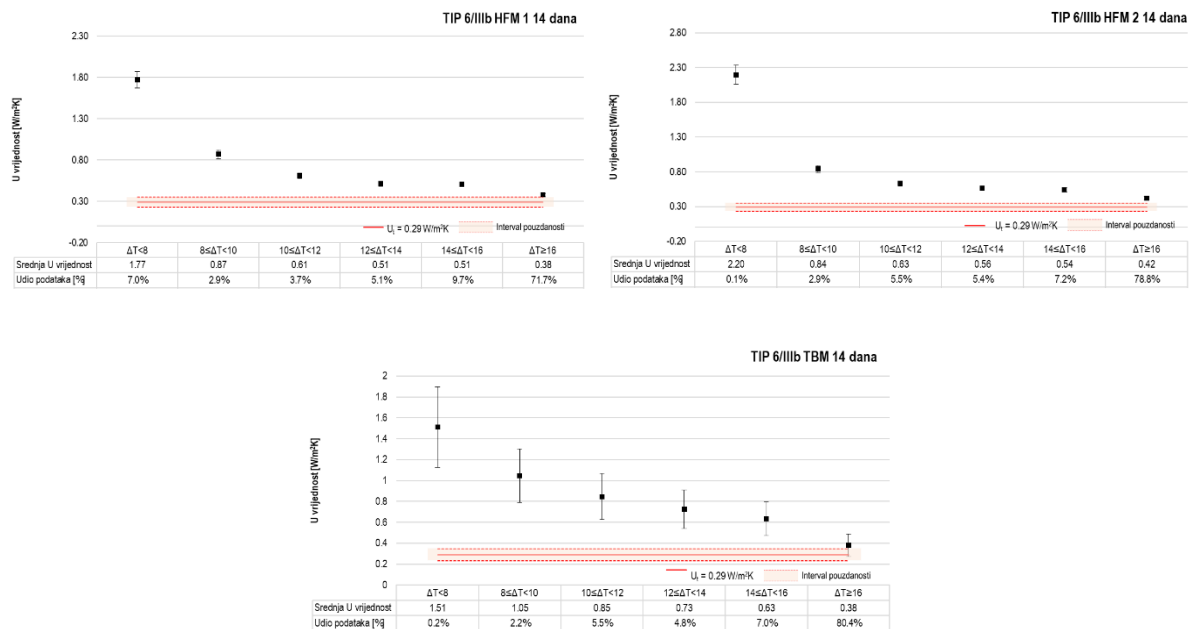 TIP 6/IIIb HFM 1 14 dana
U vrijednost [W/m²K]
2.30
1.80
1.30
0.80
0.30
-0.20
Uₜ = 0.29 W/m²K Interval pouzdanosti
ΔT<8 8≤ΔT<10 10≤ΔT<12 12≤ΔT<14 14≤ΔT<16 ΔT≥16
Srednja U vrijednost 1.77 0.87 0.61 0.51 0.51 0.38
Udio podataka [%] 7.0% 2.9% 3.7% 5.1% 9.7% 71.7%
TIP 6/IIIb HFM 2 14 dana
U vrijednost [W/m²K]
2.80
2.30
1.80
1.30
0.80
0.30
-0.20
Uₜ = 0.29 W/m²K Interval pouzdanosti
ΔT<8 8≤ΔT<10 10≤ΔT<12 12≤ΔT<14 14≤ΔT<16 ΔT≥16
Srednja U vrijednost 2.20 0.84 0.63 0.56 0.54 0.42
Udio podataka [%] 0.1% 2.9% 5.5% 5.4% 7.2% 78.8%
TIP 6/IIIb TBM 14 dana
U vrijednost [W/m²K]
2
1.8
1.6
1.4
1.2
1
0.8
0.6
0.4
0.2
0
Uₜ = 0.29 W/m²K Interval pouzdanosti
ΔT<8 8≤ΔT<10 10≤ΔT<12 12≤ΔT<14 14≤ΔT<16 ΔT≥16
Srednja U vrijednost 1.51 1.05 0.85 0.73 0.63 0.38
Udio podataka [%] 0.2% 2.2% 5.5% 4.8% 7.0% 80.4%